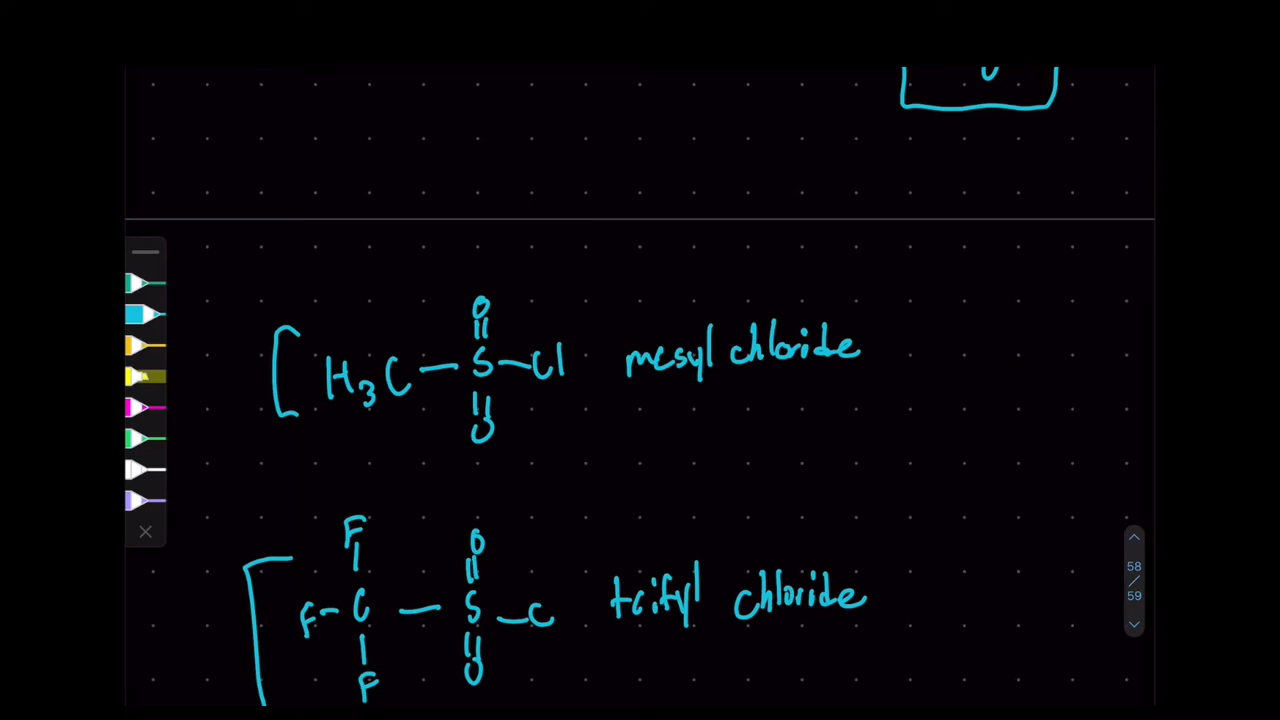 O
H3C — S — Cl mesyl chloride
O
F
O
F - C — S — C trifyl chloride
O
F
58
/
59